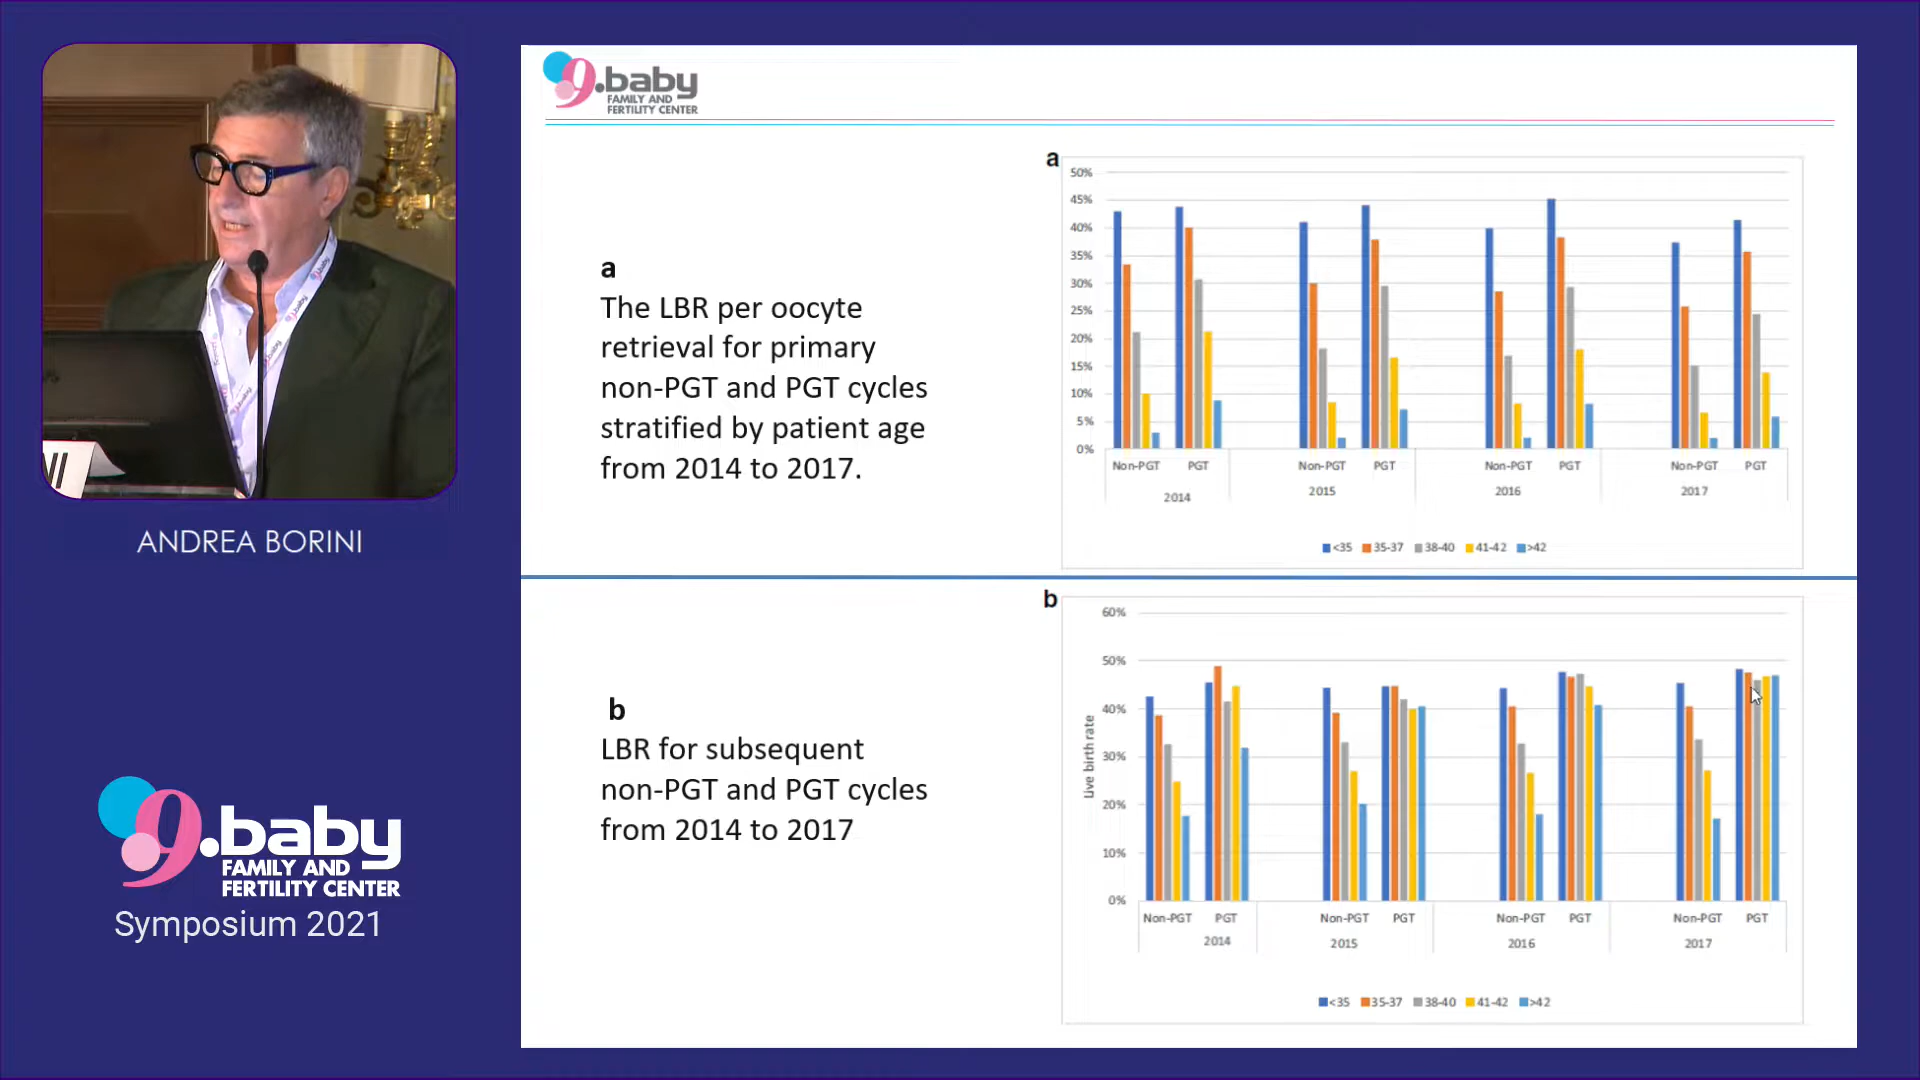 ANDREA BORINI
9.baby
FAMILY AND
FERTILITY CENTER
Symposium 2021
9.baby
FAMILY AND
FERTILITY CENTER
a
The LBR per oocyte
retrieval for primary
non-PGT and PGT cycles
stratified by patient age
from 2014 to 2017.
a
50%
45%
40%
35%
30%
25%
20%
15%
10%
5%
0%
Non-PGT PGT Non-PGT PGT Non-PGT PGT Non-PGT PGT
2014 2015 2016 2017
<35 35-37 38-40 41-42 >42
b
LBR for subsequent
non-PGT and PGT cycles
from 2014 to 2017
b
60%
50%
40%
30%
20%
10%
0%
Live birth rate
Non-PGT PGT Non-PGT PGT Non-PGT PGT Non-PGT PGT
2014 2015 2016 2017
<35 35-37 38-40 41-42 >42